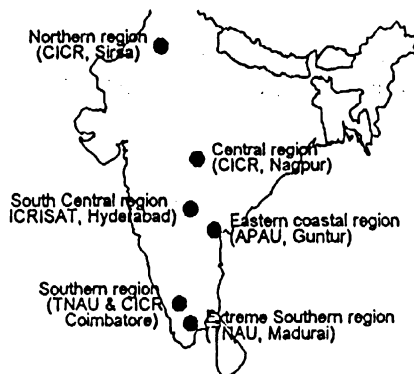 Northern region
(CICR, Sirsa)
Central region
(CICR, Nagpur)
South Central region
ICRISAT, Hyderabad)
Eastern coastal region
(APAU, Guntur)
Southern region
(TNAU & CICR
Coimbatore)
Extreme Southern region
(TNAU, Madurai)